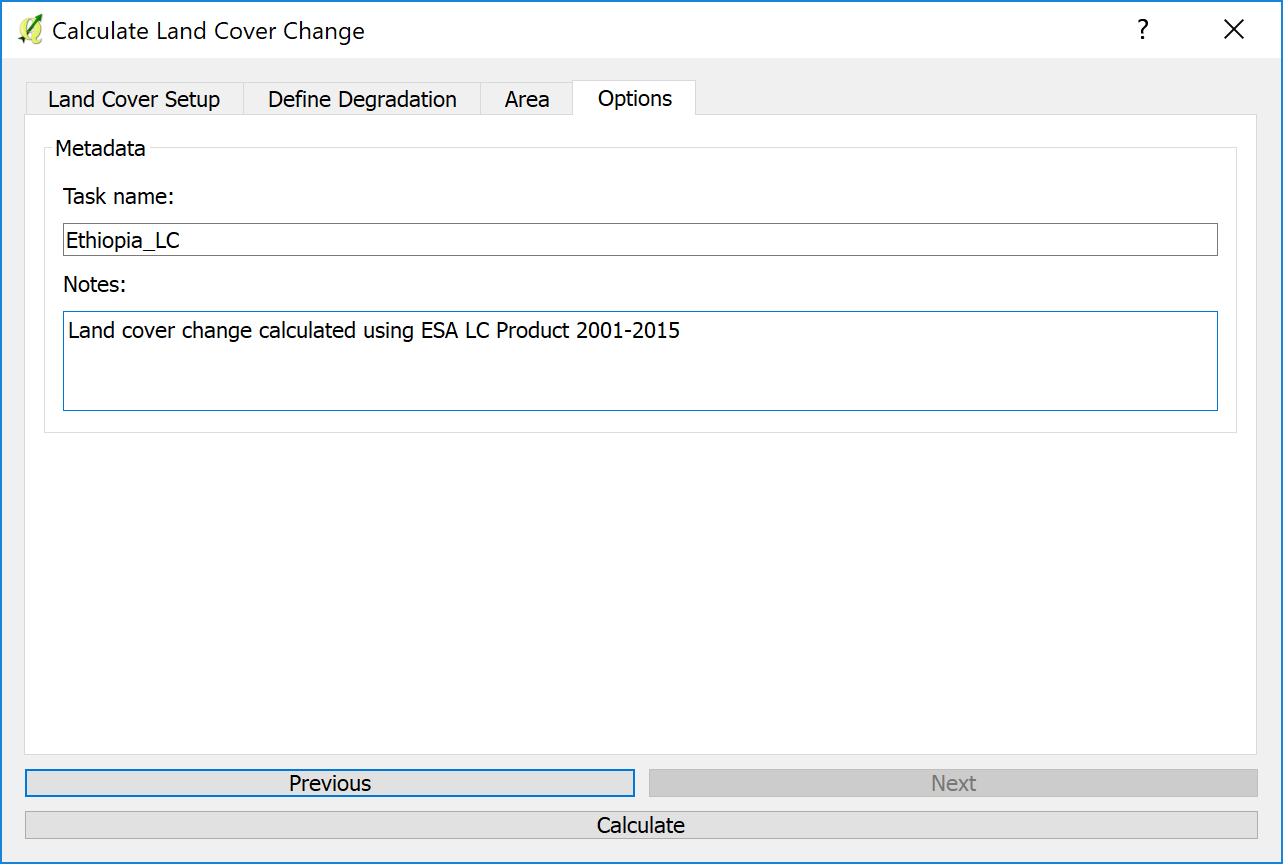 Calculate Land Cover Change
?
Land Cover Setup
Define Degradation
Area
Options
Metadata
Task name:
Ethiopia_LC
Notes:
Land cover change calculated using ESA LC Product 2001-2015
Previous
Next
Calculate